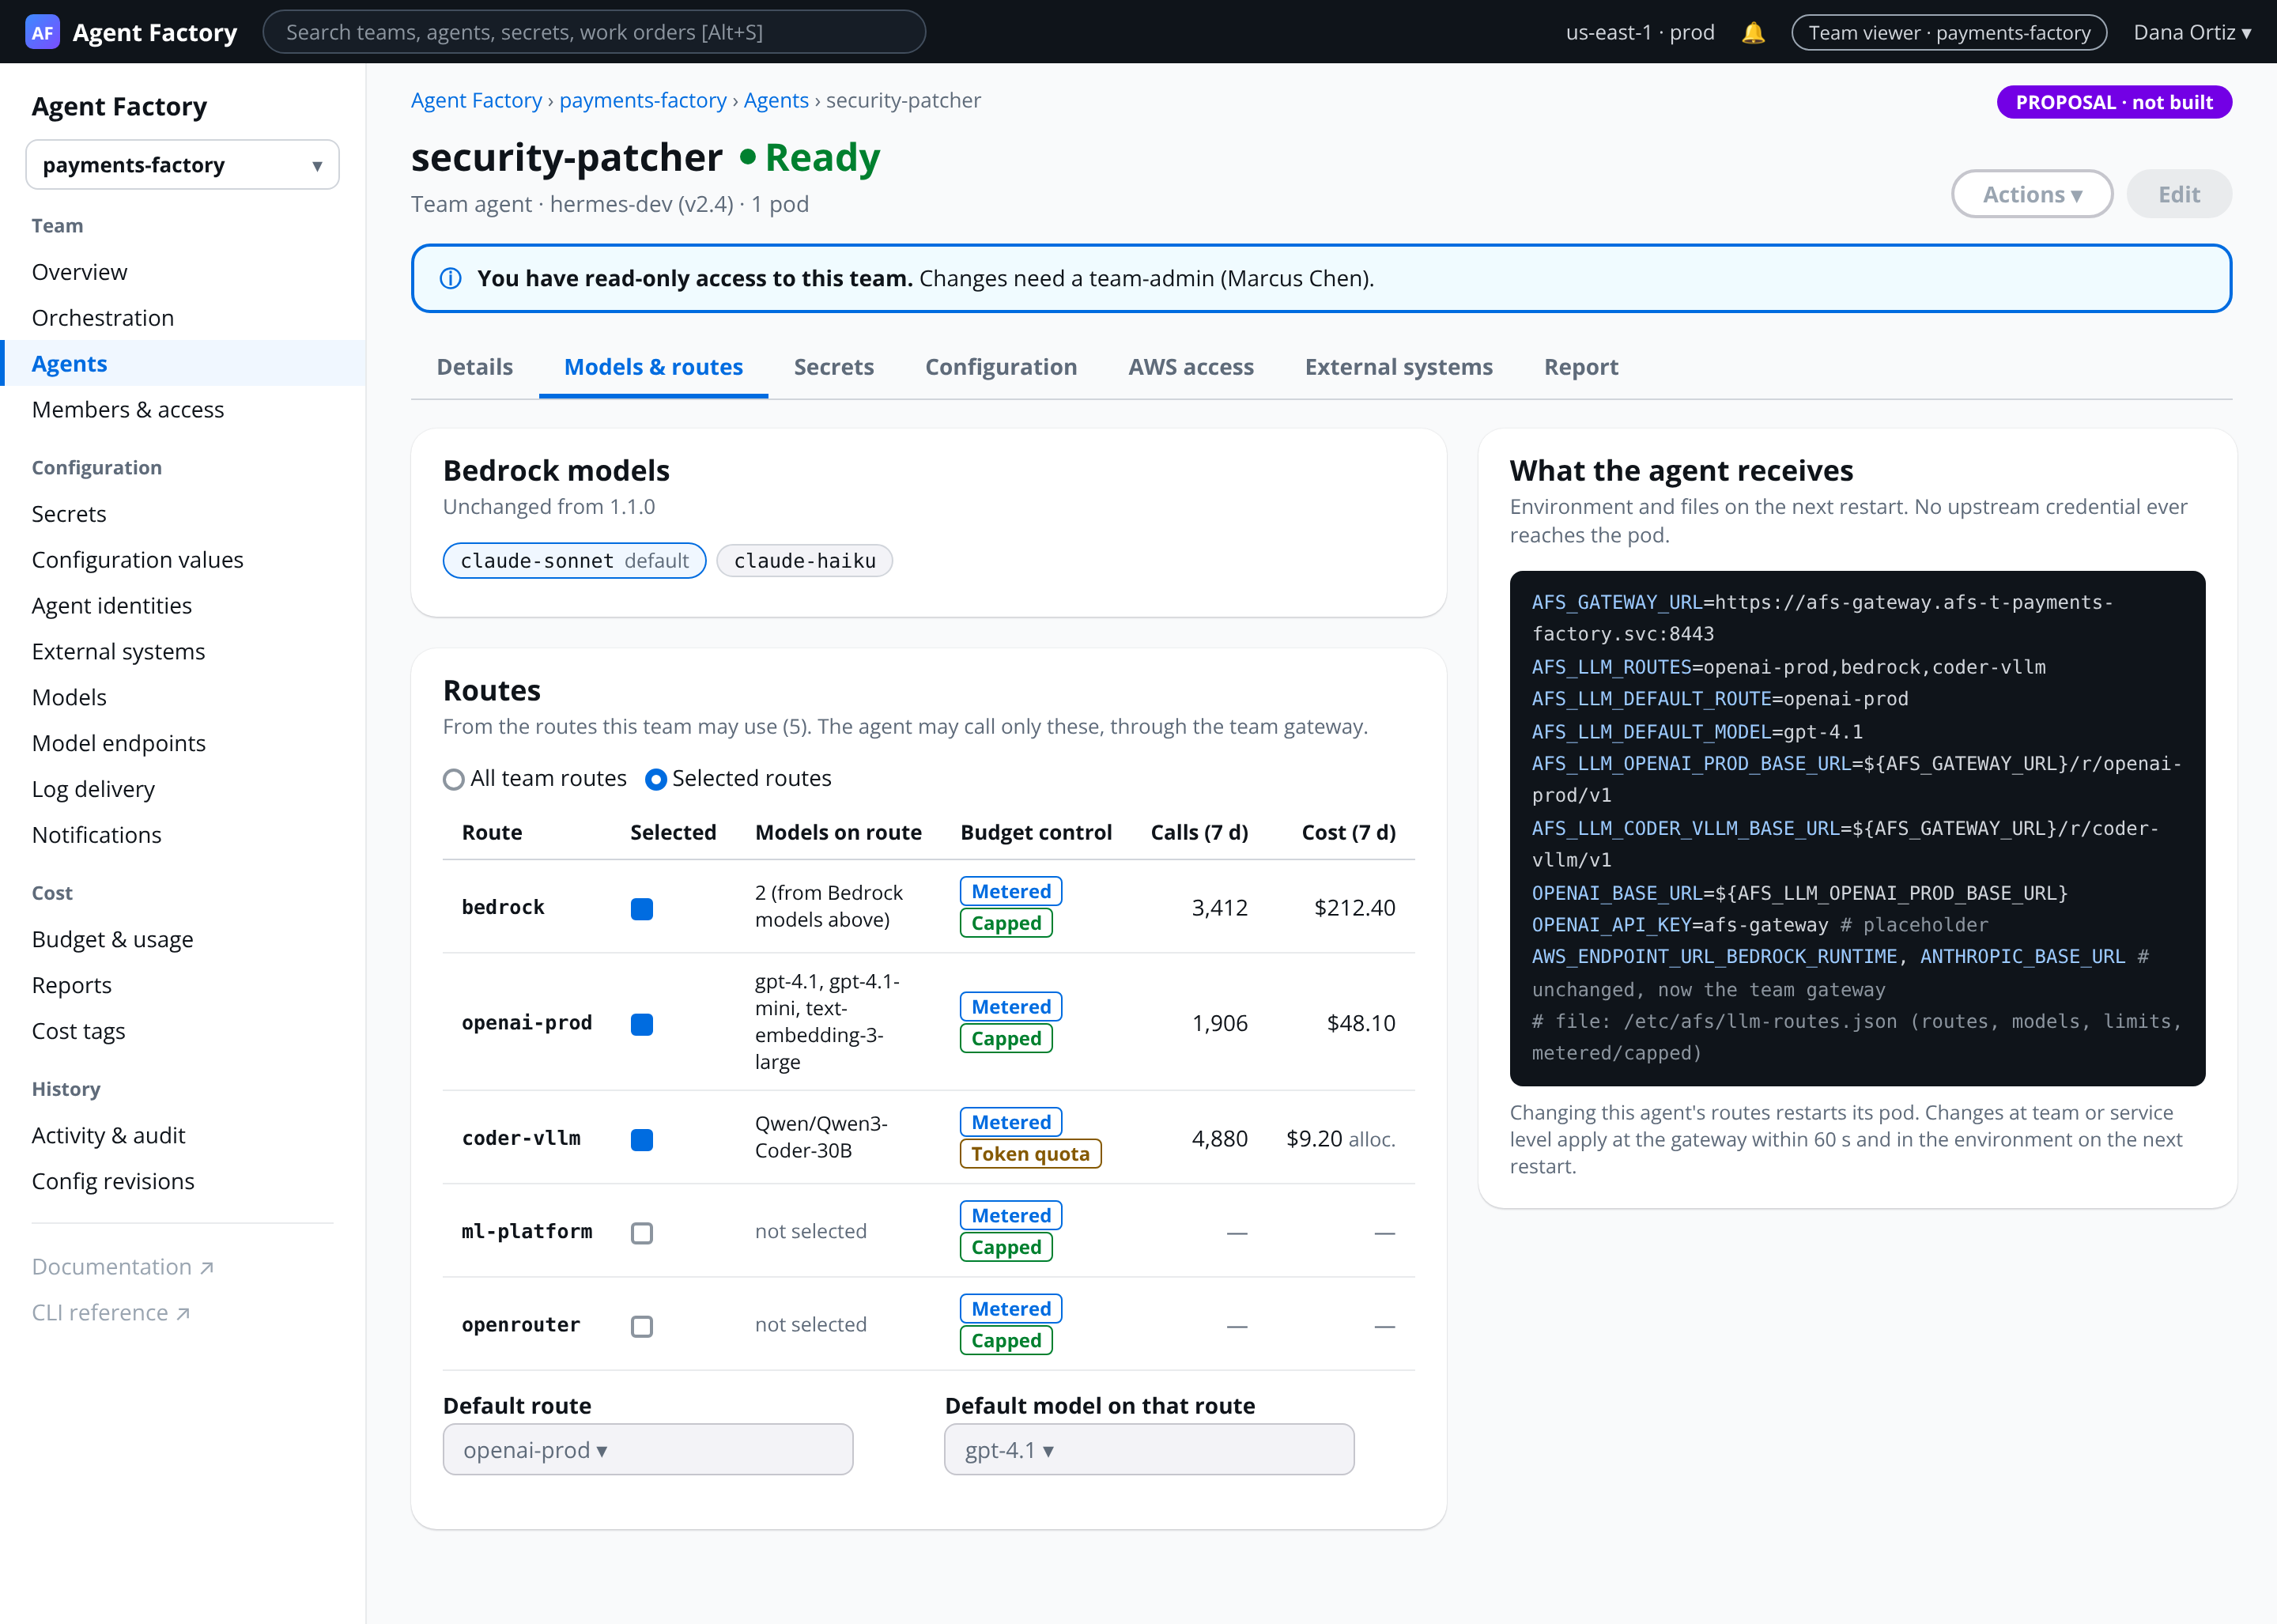 AF Agent Factory
Search teams, agents, secrets, work orders [Alt+S]
us-east-1 · prod
Team viewer · payments-factory
Dana Ortiz ▾
Agent Factory
payments-factory ▾
Team
Overview
Orchestration
Agents
Members & access
Configuration
Secrets
Configuration values
Agent identities
External systems
Models
Model endpoints
Log delivery
Notifications
Cost
Budget & usage
Reports
Cost tags
History
Activity & audit
Config revisions
Documentation ↗
CLI reference ↗
Agent Factory › payments-factory › Agents › security-patcher
PROPOSAL · not built
security-patcher ● Ready
Team agent · hermes-dev (v2.4) · 1 pod
Actions ▾
Edit
ⓘ You have read-only access to this team. Changes need a team-admin (Marcus Chen).
Details
Models & routes
Secrets
Configuration
AWS access
External systems
Report
Bedrock models
Unchanged from 1.1.0
claude-sonnet default
claude-haiku
Routes
From the routes this team may use (5). The agent may call only these, through the team gateway.
All team routes
Selected routes
Route Selected Models on route Budget control Calls (7 d) Cost (7 d)
bedrock
2 (from Bedrock
models above)
Metered
Capped
3,412
$212.40
openai-prod
gpt-4.1, gpt-4.1-
mini, text-
embedding-3-
large
Metered
Capped
1,906
$48.10
coder-vllm
Qwen/Qwen3-
Coder-30B
Metered
Token quota
4,880
$9.20 alloc.
ml-platform
not selected
Metered
Capped
—
—
openrouter
not selected
Metered
Capped
—
—
Default route
openai-prod ▾
Default model on that route
gpt-4.1 ▾
What the agent receives
Environment and files on the next restart. No upstream credential ever
reaches the pod.
AFS_GATEWAY_URL=https://afs-gateway.afs-t-payments-
factory.svc:8443
AFS_LLM_ROUTES=openai-prod,bedrock,coder-vllm
AFS_LLM_DEFAULT_ROUTE=openai-prod
AFS_LLM_DEFAULT_MODEL=gpt-4.1
AFS_LLM_OPENAI_PROD_BASE_URL=${AFS_GATEWAY_URL}/r/openai-
prod/v1
AFS_LLM_CODER_VLLM_BASE_URL=${AFS_GATEWAY_URL}/r/coder-
vllm/v1
OPENAI_BASE_URL=${AFS_LLM_OPENAI_PROD_BASE_URL}
OPENAI_API_KEY=afs-gateway # placeholder
AWS_ENDPOINT_URL_BEDROCK_RUNTIME, ANTHROPIC_BASE_URL #
unchanged, now the team gateway
# file: /etc/afs/llm-routes.json (routes, models, limits,
metered/capped)
Changing this agent's routes restarts its pod. Changes at team or service
level apply at the gateway within 60 s and in the environment on the next
restart.